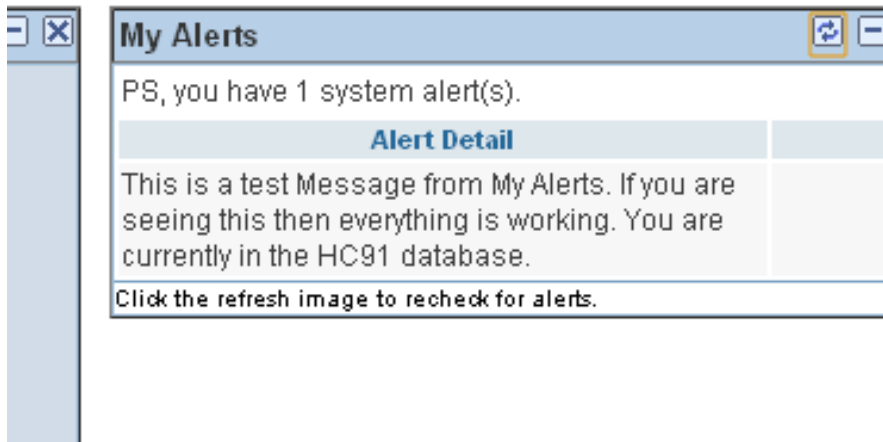 My Alerts
PS, you have 1 system alert(s).
Alert Detail
This is a test Message from My Alerts. If you are
seeing this then everything is working. You are
currently in the HC91 database.
Click the refresh image to recheck for alerts.